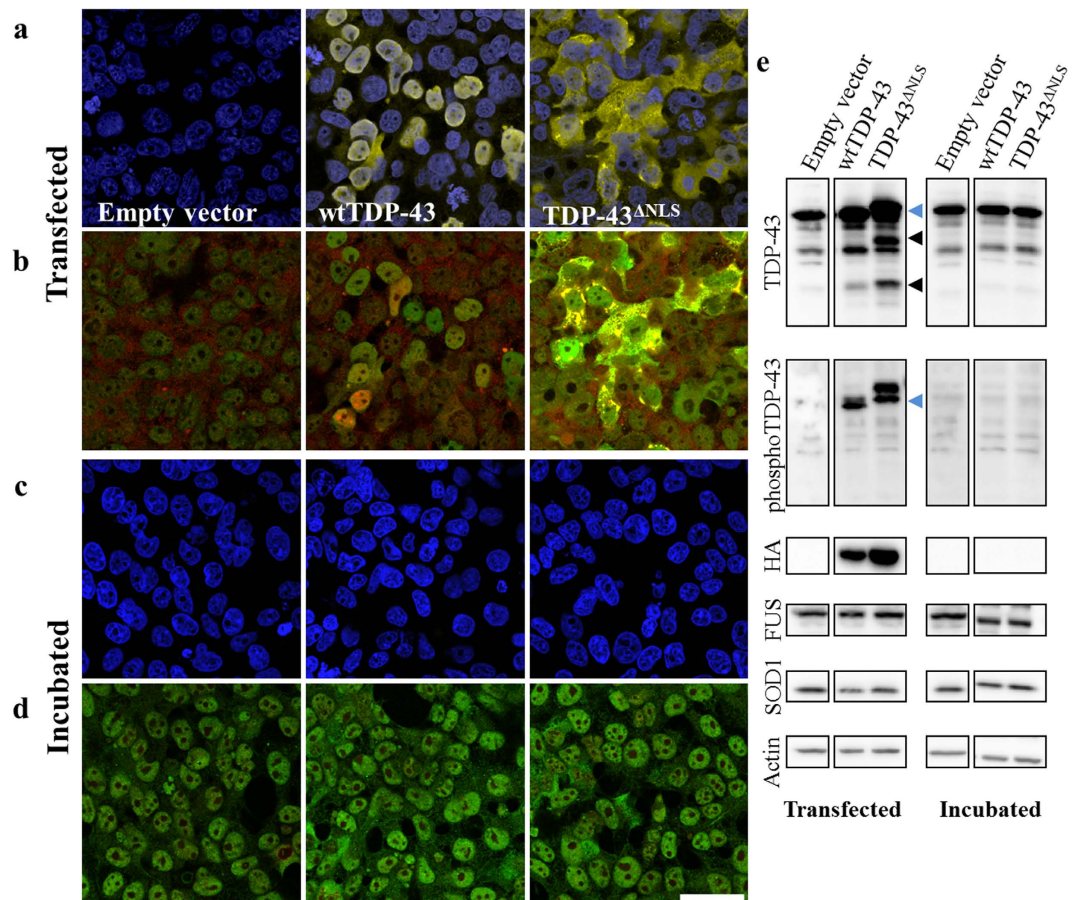 a
Empty vector
wtTDP-43
TDP-43ΔNLS
b
Transfected
c
d
Incubated
e
Empty vector
wtTDP-43
TDP-43ΔNLS
Empty vector
wtTDP-43
TDP-43ΔNLS
TDP-43
phosphoTDP-43
HA
FUS
SOD1
Actin
Transfected
Incubated